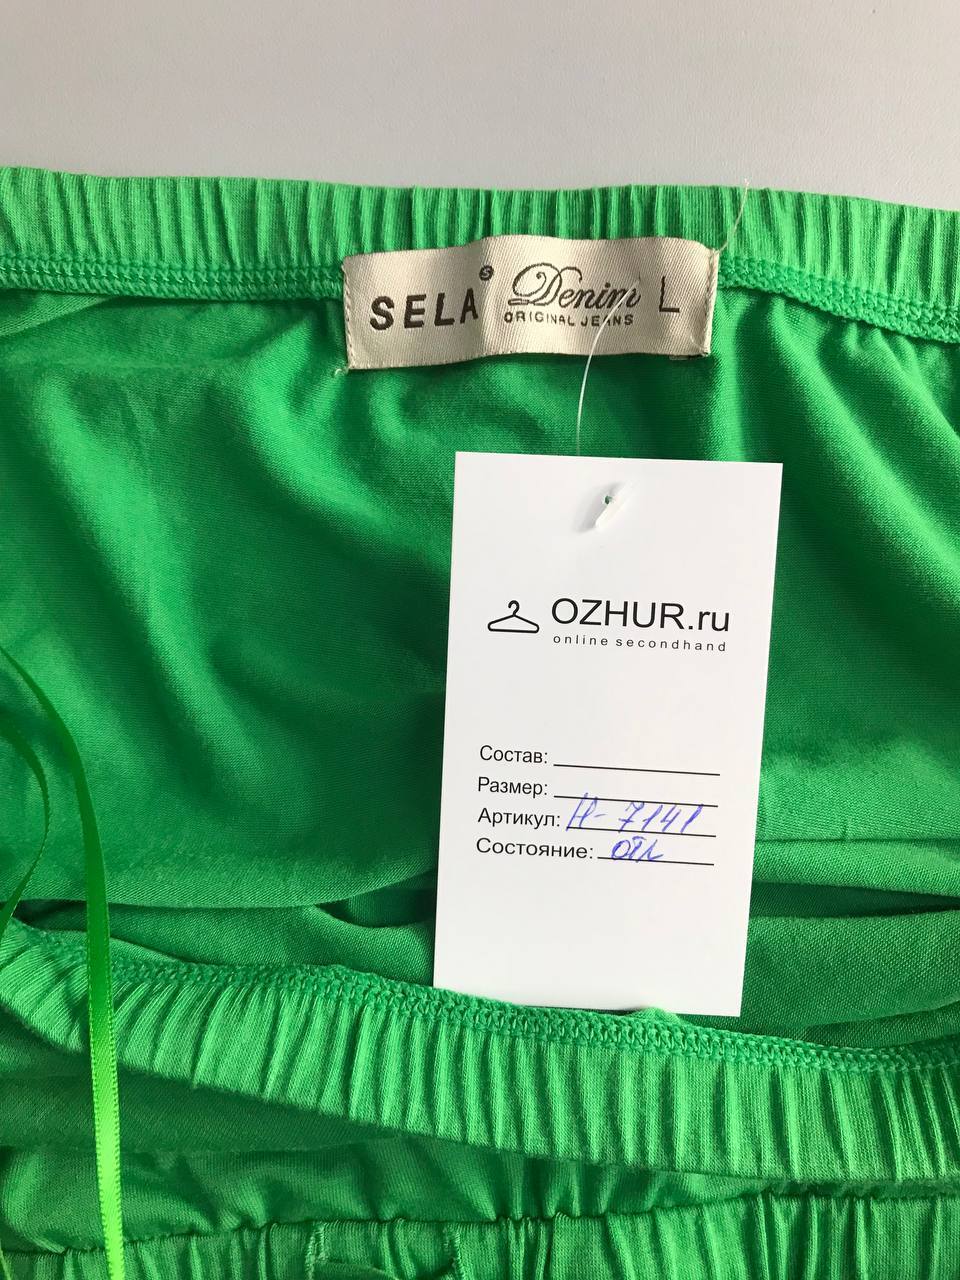 SELA
Denim L
ORIGINAL JEANS
OZHUR.ru
online secondhand
Состав:
Размер:
Артикул: Н-7141
Состояние: отл